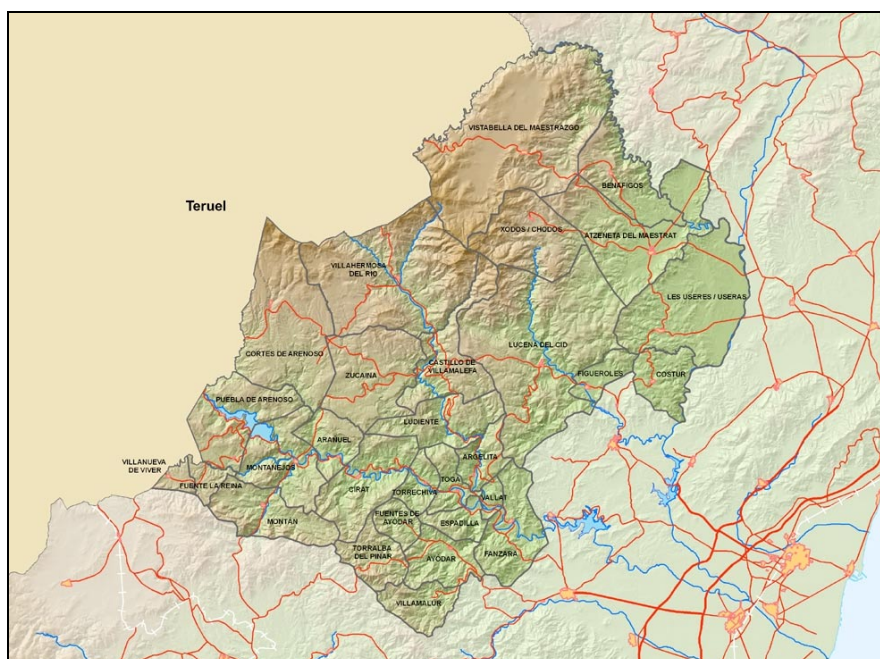 VISTABELLA DEL MAESTRAZGO
BENAFIGOS
Teruel
XODOS / CHODOS
ATZENETA DEL MAESTRAT
VILLAHERMOSA
DEL RIO
LES USERES / USERAS
LUCENA DEL CID
CORTES DE ARENOSO
CASTILLO DE
VILLAMALEFA
ZUCAINA
FIGUEROLES
COSTUR
PUEBLA DE ARENOSO
LUDIENTE
ARAÑUEL
ARGELITA
VILLANUEVA
DE VIVER
MONTANEJOS
FUENTE LA REINA
TOGA
CIRAT
TORRECHIVA
VALLAT
FUENTES DE
AYODAR
ESPADILLA
MONTÁN
TORRALBA
DEL PINAR
AYÓDAR
FANZARA
VILLAMALUR